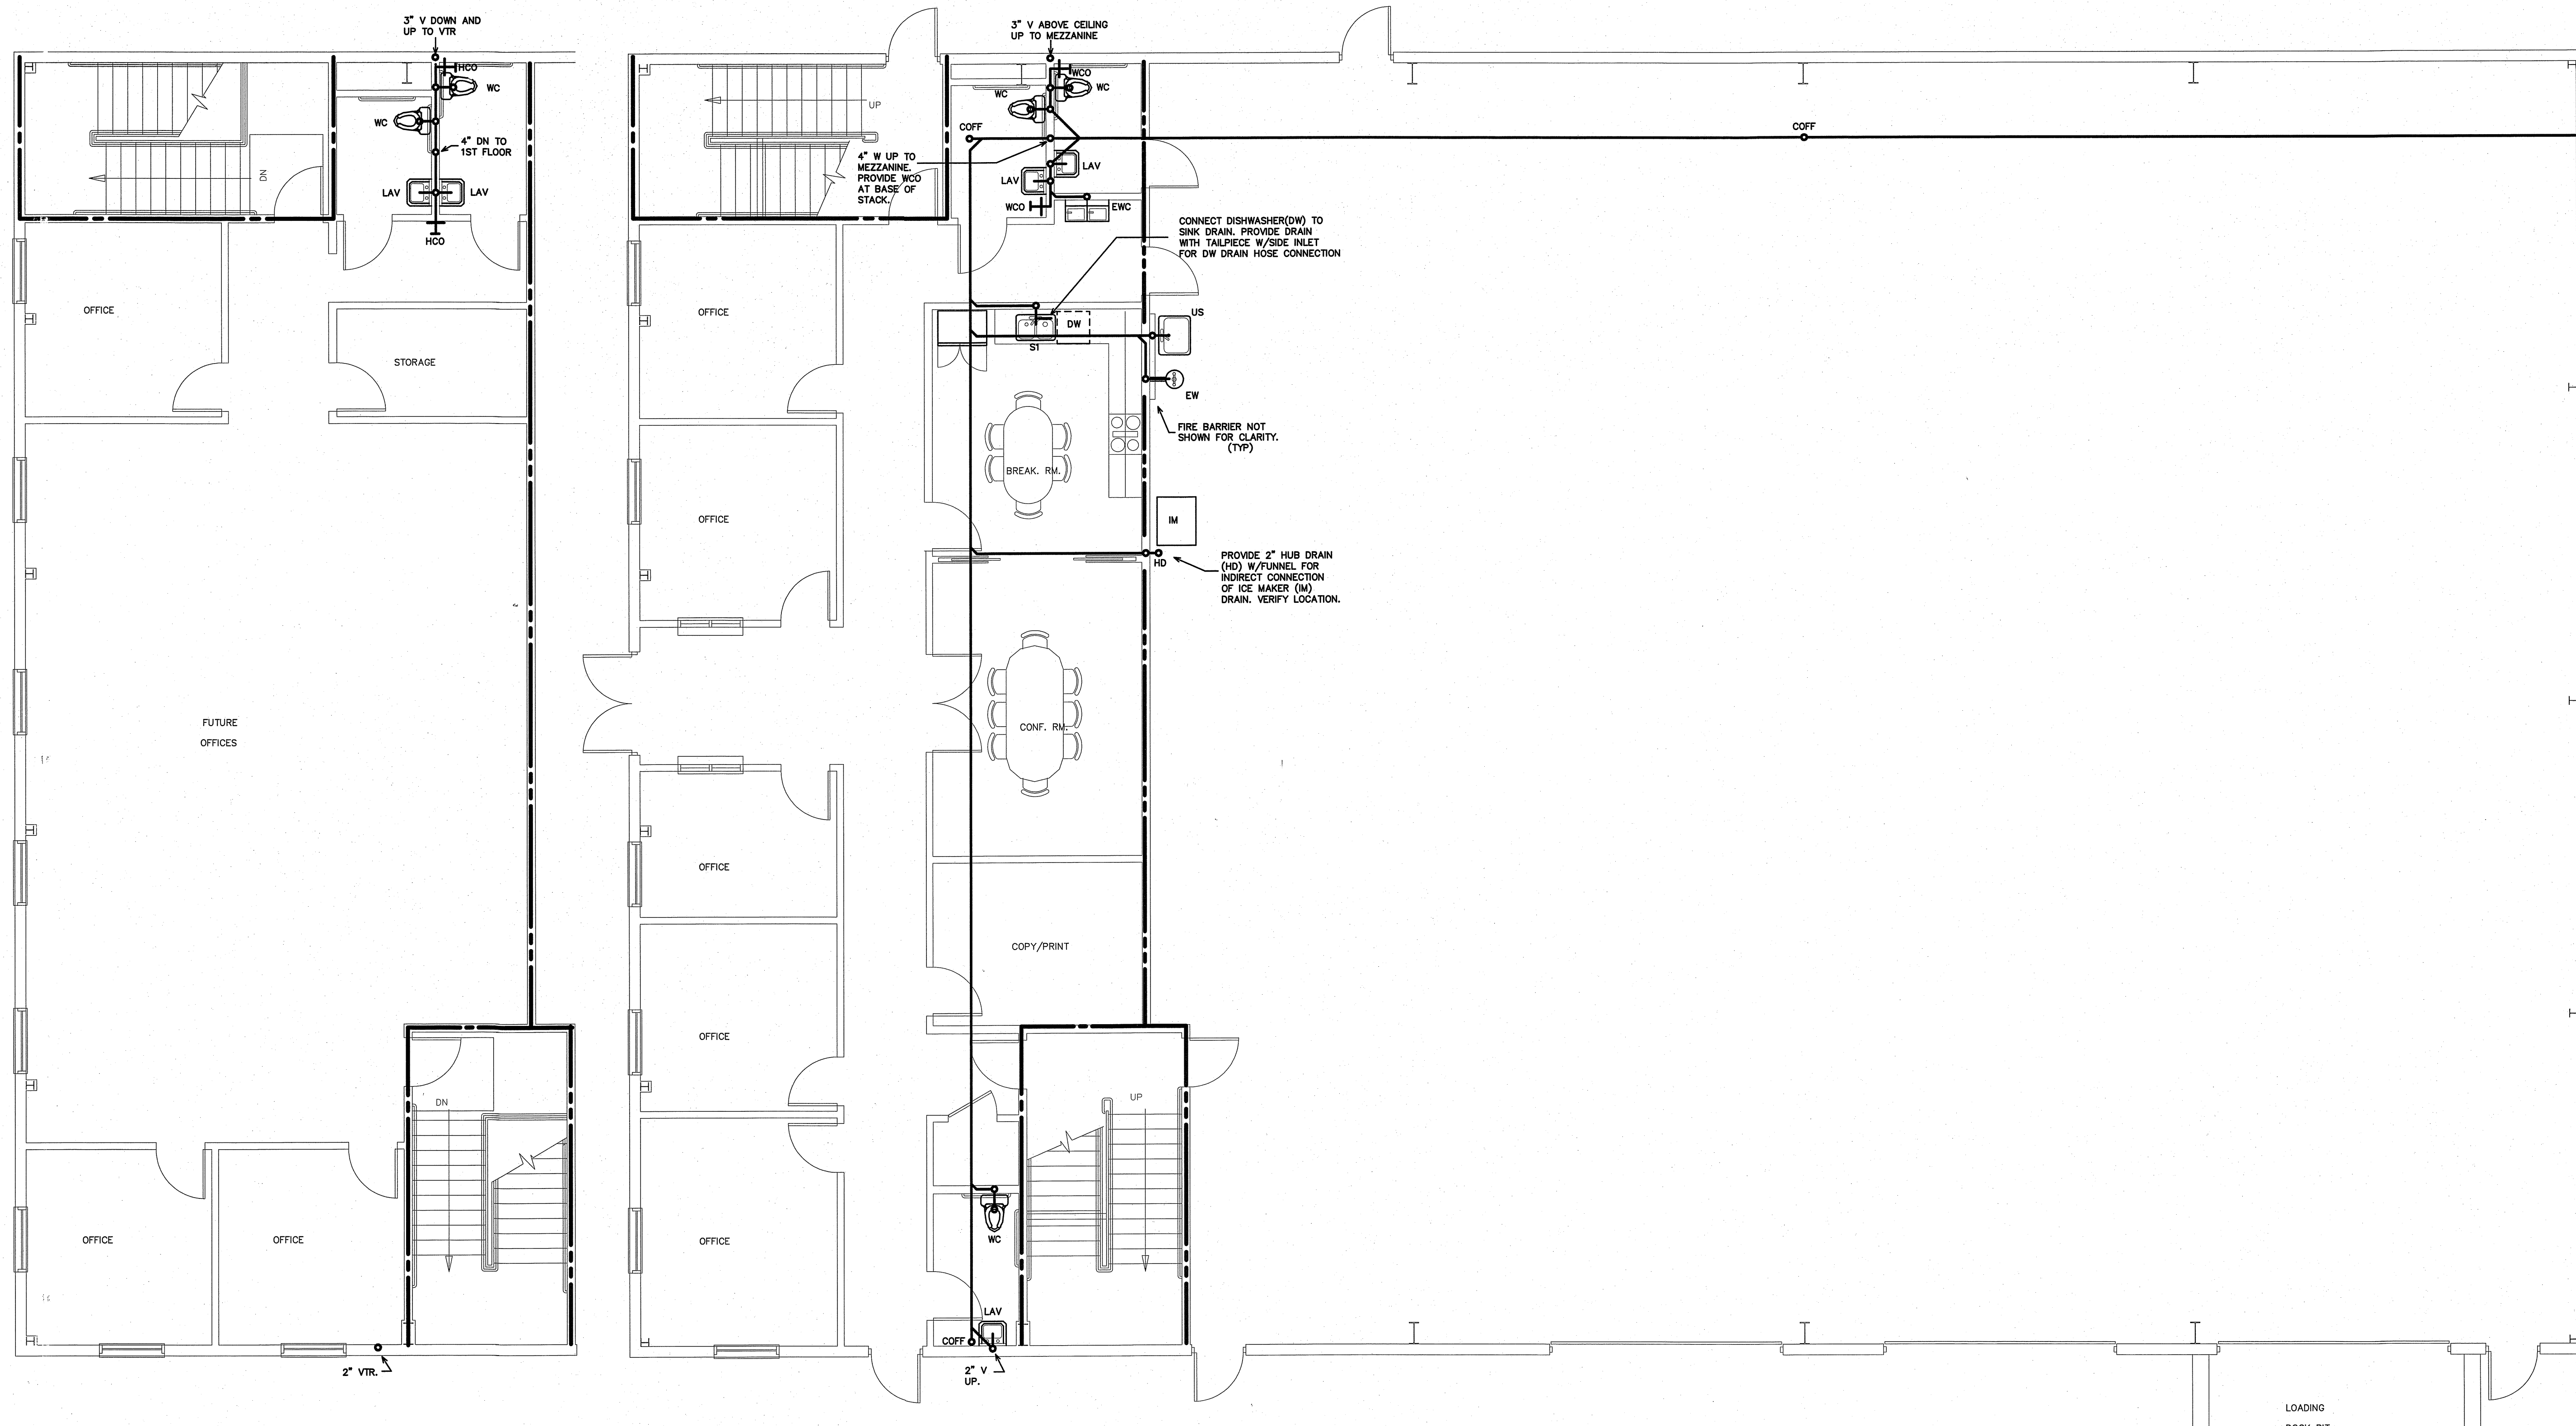 3" V DOWN AND
UP TO VTR
HCO
WC
WC
4" DN TO
1ST FLOOR
DN
LAV
LAV
HCO
OFFICE
STORAGE
FUTURE
OFFICES
DN
OFFICE
OFFICE
2" VTR.
3" V ABOVE CEILING
UP TO MEZZANINE
WCO
WC
WC
UP
COFF
COFF
4" W UP TO
MEZZANINE.
PROVIDE WCO
AT BASE OF
STACK.
LAV
LAV
WCO
EWC
CONNECT DISHWASHER(DW) TO
SINK DRAIN. PROVIDE DRAIN
WITH TAILPIECE W/SIDE INLET
FOR DW DRAIN HOSE CONNECTION
OFFICE
US
DW
S1
EW
FIRE BARRIER NOT
SHOWN FOR CLARITY.
(TYP)
BREAK. RM.
OFFICE
IM
HD
PROVIDE 2" HUB DRAIN
(HD) W/FUNNEL FOR
INDIRECT CONNECTION
OF ICE MAKER (IM)
DRAIN. VERIFY LOCATION.
CONF. RM.
OFFICE
COPY/PRINT
OFFICE
UP
OFFICE
WC
LAV
COFF
2" V
UP.
LOADING